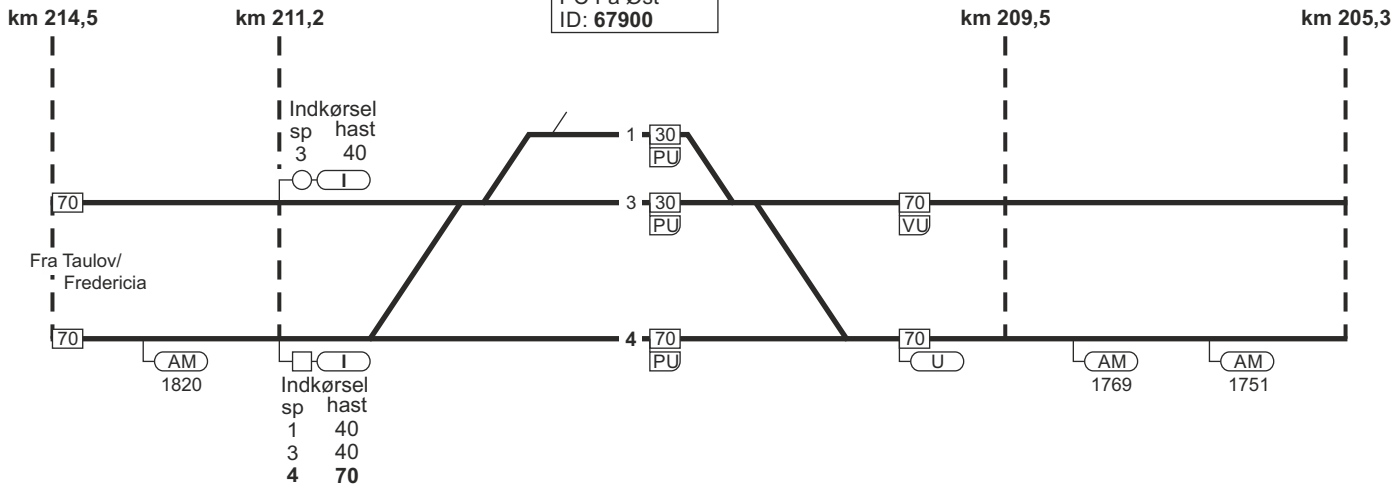 ID: 67900
km 214,5
km 211,2
km 209,5
km 205,3
Indkørsel
sp hast
3 40
I
1 30
PU
70
3 30
PU
70
VU
Fra Taulov/
Fredericia
70
4 70
PU
70
U
AM
1820
I
AM
1769
AM
1751
Indkørsel
sp hast
1 40
3 40
4 70